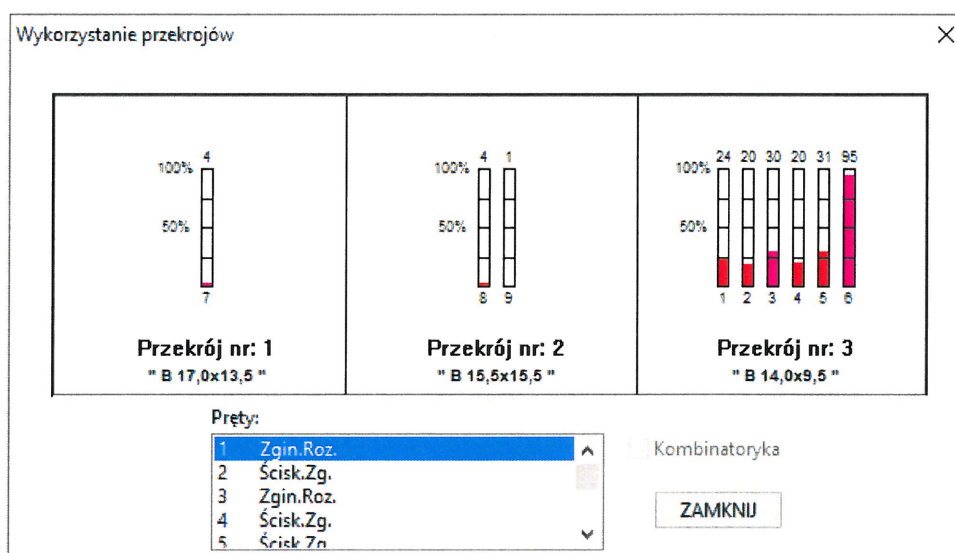 Wykorzystanie przekrojów
4
100%
50%
7
Przekrój nr: 1
" B 17,0x13,5 "
4 1
100%
50%
8 9
Przekrój nr: 2
" B 15,5x15,5 "
24 20 30 20 31 95
100%
50%
1 2 3 4 5 6
Przekrój nr: 3
" B 14,0x9,5 "
Pręty:
1 Zgin.Roz.
2 Ścisk.Zg.
3 Zgin.Roz.
4 Ścisk.Zg.
5 Ścisk.Zg.
Kombinatoryka
ZAMKNIJ